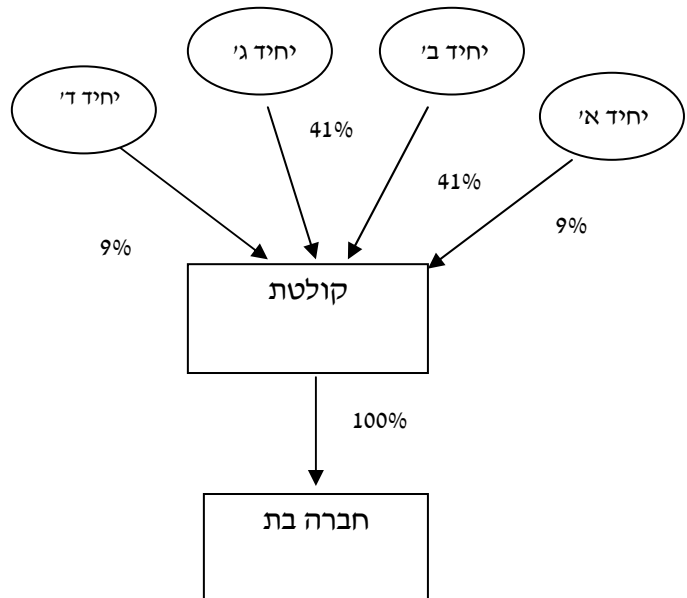 יחיד ג'
יחיד ב'
יחיד ד'
יחיד א'
41%
41%
9%
9%
קולטת
100%
חברה בת